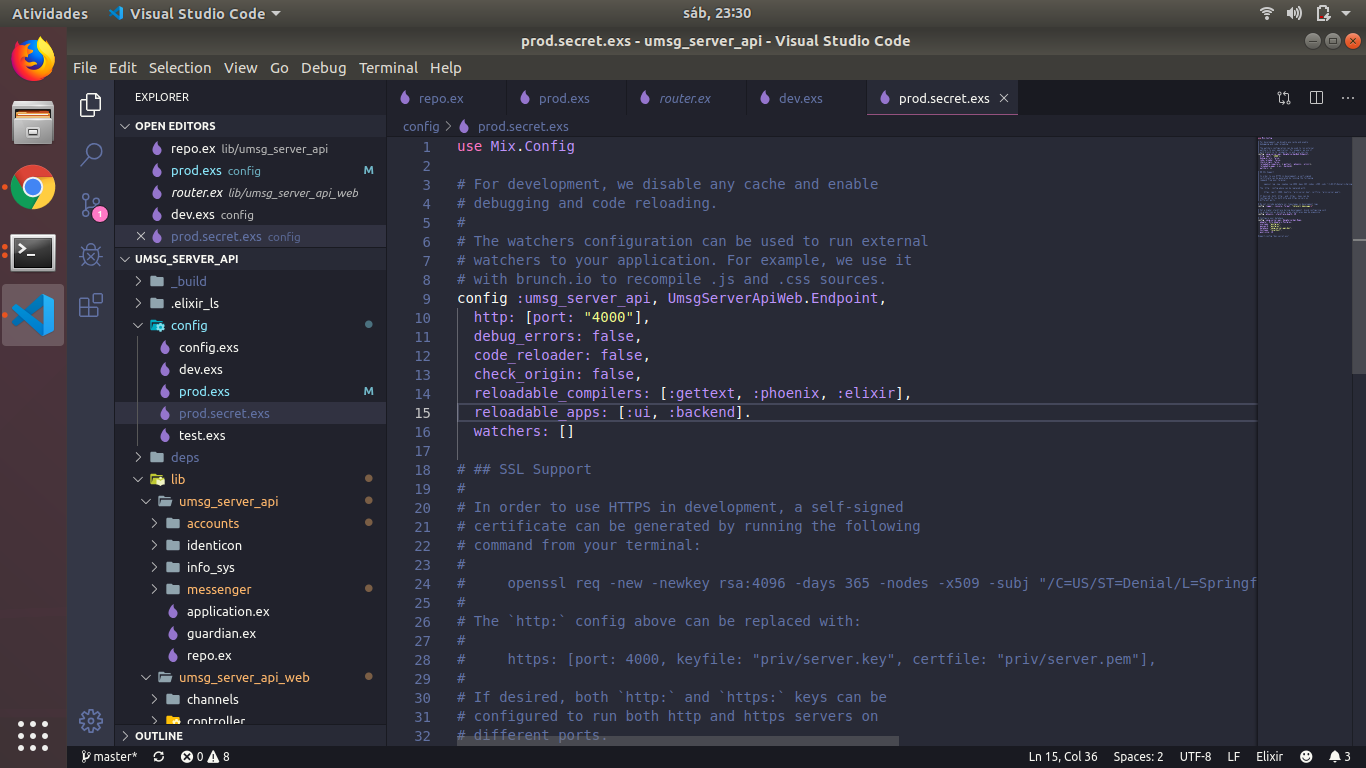 Atividades Visual Studio Code sáb, 23:30
prod.secret.exs - umsg_server_api - Visual Studio Code
File Edit Selection View Go Debug Terminal Help
EXPLORER
OPEN EDITORS
repo.ex lib/umsg_server_api
prod.exs config M
router.ex lib/umsg_server_api_web
dev.exs config
prod.secret.exs config
1
UMSG_SERVER_API
_build
.elixir_ls
config
config.exs
dev.exs
prod.exs M
prod.secret.exs
test.exs
deps
lib
umsg_server_api
accounts
identicon
info_sys
messenger
application.ex
guardian.ex
repo.ex
umsg_server_api_web
channels
controller
OUTLINE
repo.ex prod.exs router.ex dev.exs prod.secret.exs
config prod.secret.exs
1 use Mix.Config
2
3 # For development, we disable any cache and enable
4 # debugging and code reloading.
5 #
6 # The watchers configuration can be used to run external
7 # watchers to your application. For example, we use it
8 # with brunch.io to recompile .js and .css sources.
9 config :umsg_server_api, UmsgServerApiWeb.Endpoint,
10 http: [port: "4000"],
11 debug_errors: false,
12 code_reloader: false,
13 check_origin: false,
14 reloadable_compilers: [:gettext, :phoenix, :elixir],
15 reloadable_apps: [:ui, :backend].
16 watchers: []
17
18 # ## SSL Support
19 #
20 # In order to use HTTPS in development, a self-signed
21 # certificate can be generated by running the following
22 # command from your terminal:
23 #
24 #     openssl req -new -newkey rsa:4096 -days 365 -nodes -x509 -subj "/C=US/ST=Denial/L=Springf
25 #
26 # The `http:` config above can be replaced with:
27 #
28 #     https: [port: 4000, keyfile: "priv/server.key", certfile: "priv/server.pem"],
29 #
30 # If desired, both `http:` and `https:` keys can be
31 # configured to run both http and https servers on
32 # different ports.
master* 0 8 Ln 15, Col 36 Spaces: 2 UTF-8 LF Elixir 3